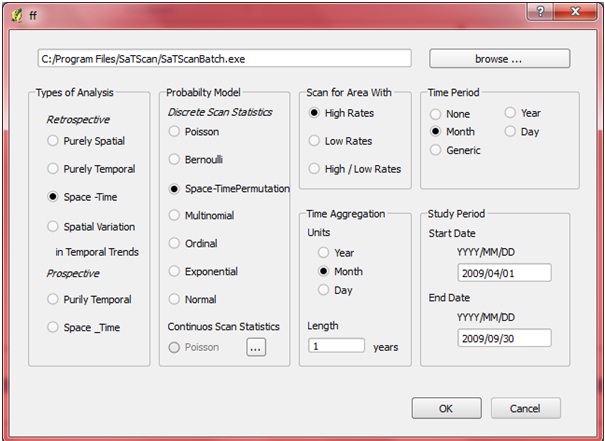 ff
C:/Program Files/SaTScan/SaTScanBatch.exe
browse ...
Types of Analysis
Retrospective
Purely Spatial
Purely Temporal
Space -Time
Spatial Variation
in Temporal Trends
Prospective
Purily Temporal
Space _Time
Probabilty Model
Discrete Scan Statistics
Poisson
Bernoulli
Space-TimePermutation
Multinomial
Ordinal
Exponential
Normal
Continuos Scan Statistics
Poisson
...
Scan for Area With
High Rates
Low Rates
High / Low Rates
Time Period
None
Year
Month
Day
Generic
Time Aggregation
Units
Year
Month
Day
Length
1 years
Study Period
Start Date
YYYY/MM/DD
2009/04/01
End Date
YYYY/MM/DD
2009/09/30
OK
Cancel